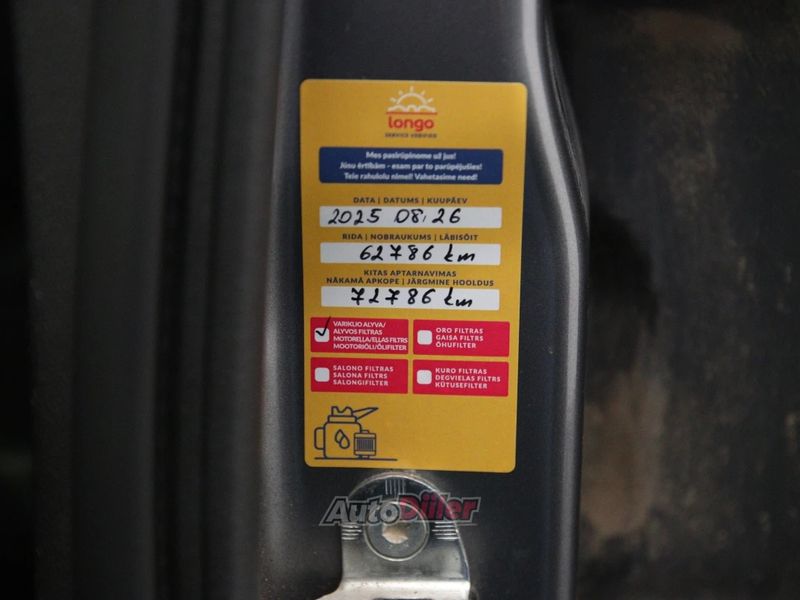 longo
SERVICE VERIFIED
Mes pasirūpinome už jus!
Jūsu ērtībām - esam par to parūpējušies!
Teie rahulolu nimel! Vahetasime need!
DATA | DATUMS | KUUPÄEV
2025 08.26
RIDA | NOBRAUKUMS | LÄBISÕIT
62786 km
KITAS APTARNAVIMAS
NĀKAMĀ APKOPE | JÄRGMINE HOOLDUS
72786 km
VARIKLIO ALYVA/
ALYVOS FILTRAS
MOTORELLA/EĻĻAS FILTRS
MOOTORIÕLI/ÕLIFILTER
ORO FILTRAS
GAISA FILTRS
ÕHUFILTER
SALONO FILTRAS
SALONA FILTRS
SALONGIFILTER
KURO FILTRAS
DEGVIELAS FILTRS
KÜTUSEFILTER
AutoDiiler